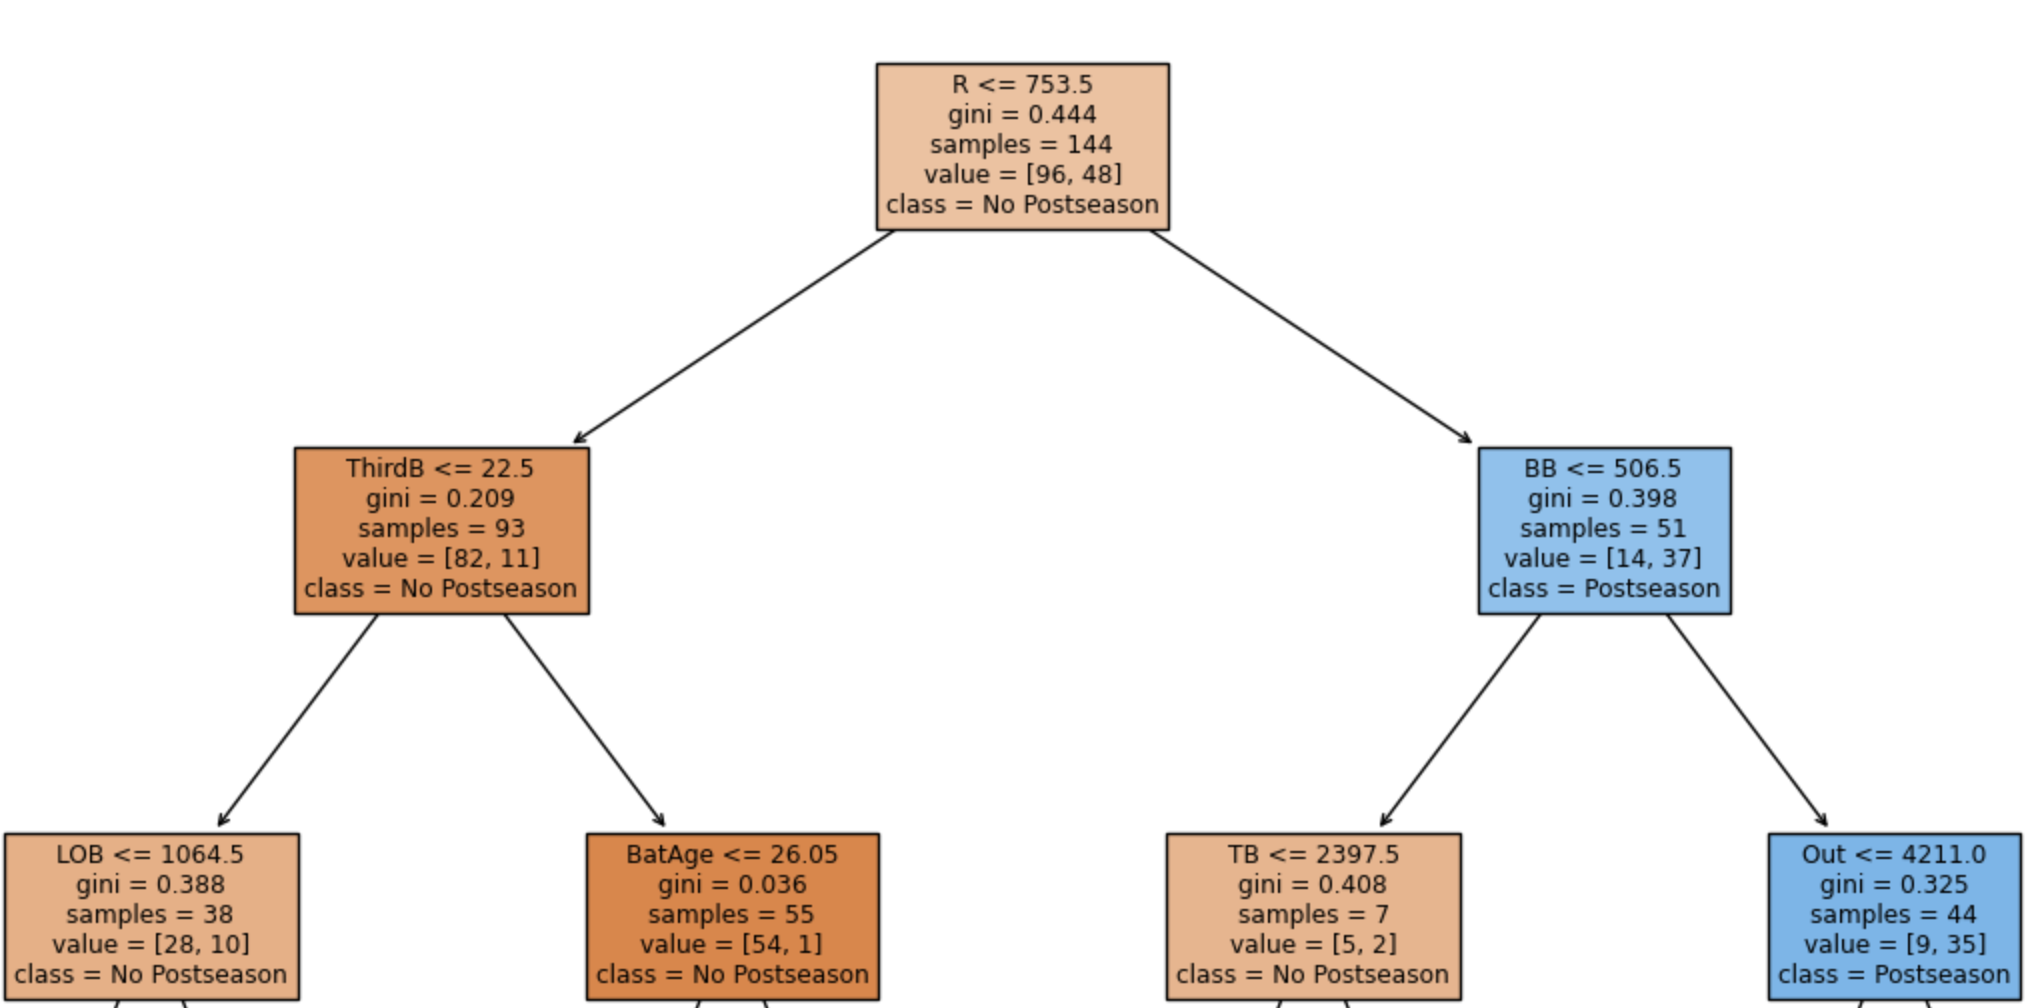 R <= 753.5
gini = 0.444
samples = 144
value = [96, 48]
class = No Postseason
ThirdB <= 22.5
gini = 0.209
samples = 93
value = [82, 11]
class = No Postseason
BB <= 506.5
gini = 0.398
samples = 51
value = [14, 37]
class = Postseason
LOB <= 1064.5
gini = 0.388
samples = 38
value = [28, 10]
class = No Postseason
BatAge <= 26.05
gini = 0.036
samples = 55
value = [54, 1]
class = No Postseason
TB <= 2397.5
gini = 0.408
samples = 7
value = [5, 2]
class = No Postseason
Out <= 4211.0
gini = 0.325
samples = 44
value = [9, 35]
class = Postseason